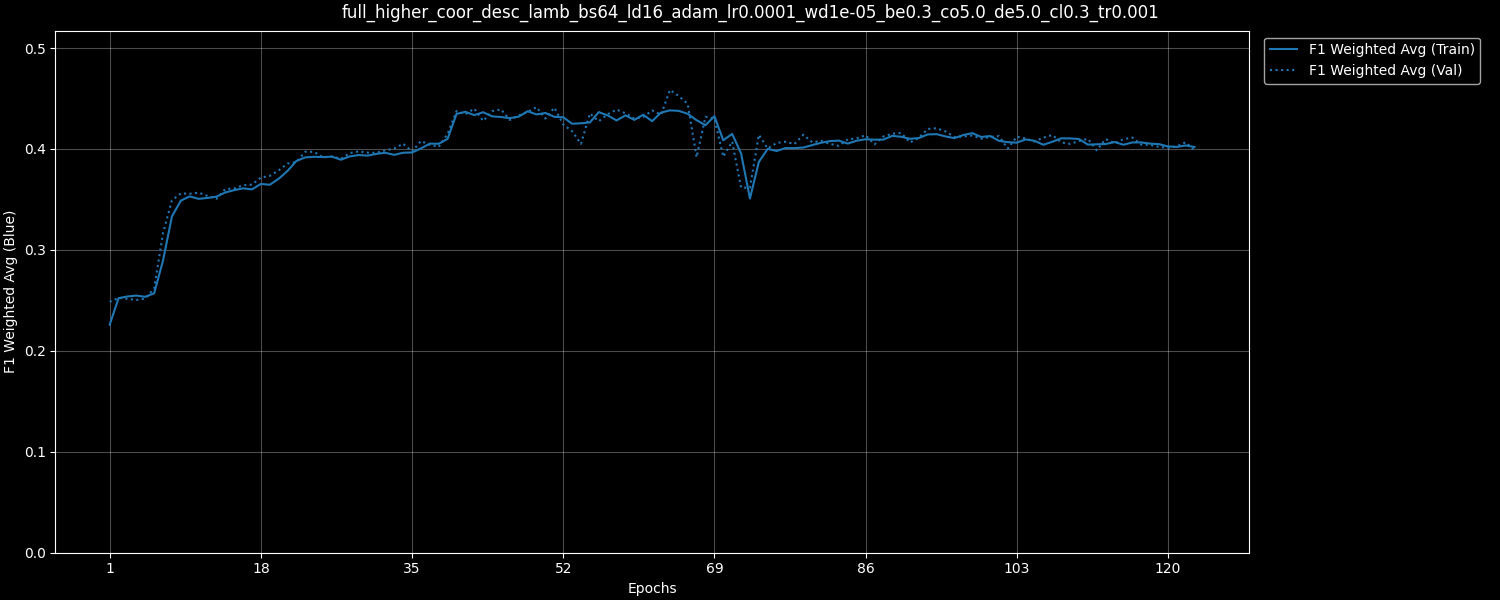 full_higher_coor_desc_lamb_bs64_ld16_adam_lr0.0001_wd1e-05_be0.3_co5.0_de5.0_cl0.3_tr0.001
F1 Weighted Avg (Train)
F1 Weighted Avg (Val)
0.5
0.4
0.3
0.2
0.1
0.0
F1 Weighted Avg (Blue)
1 18 35 52 69 86 103 120
Epochs